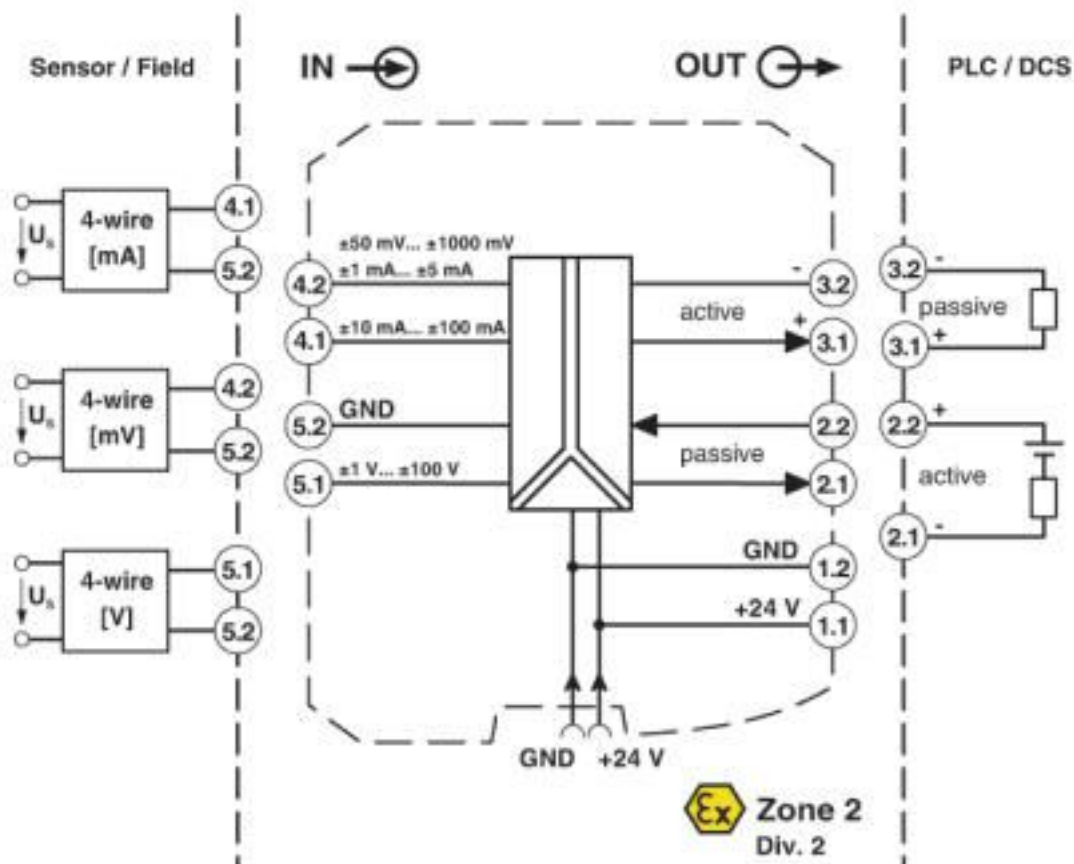 Sensor / Field
IN
OUT
PLC / DCS
4-wire
[mA]
Us
4.1
5.2
4-wire
[mV]
Us
4.2
5.2
4-wire
[V]
Us
5.1
5.2
±50 mV... ±1000 mV
4.2
±1 mA... ±5 mA
4.1
±10 mA... ±100 mA
5.2
GND
5.1
±1 V... ±100 V
-
3.2
active
+
3.1
2.2
passive
2.1
GND
1.2
+24 V
1.1
GND
+24 V
3.2
-
passive
3.1
+
2.2
+
active
2.1
-
Ex
Zone 2
Div. 2